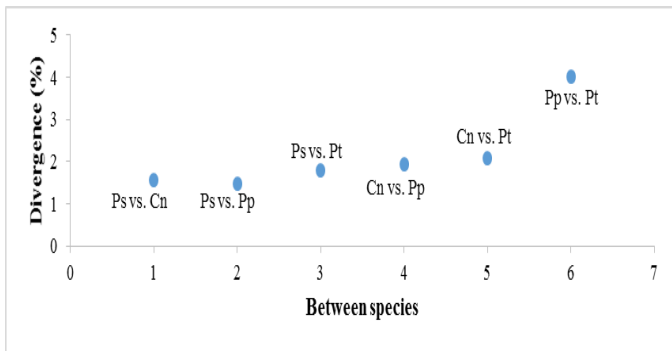 Divergence (%)
5
4
3
2
1
0
Ps vs. Cn
Ps vs. Pp
Ps vs. Pt
Cn vs. Pp
Cn vs. Pt
Pp vs. Pt
0 1 2 3 4 5 6 7
Between species